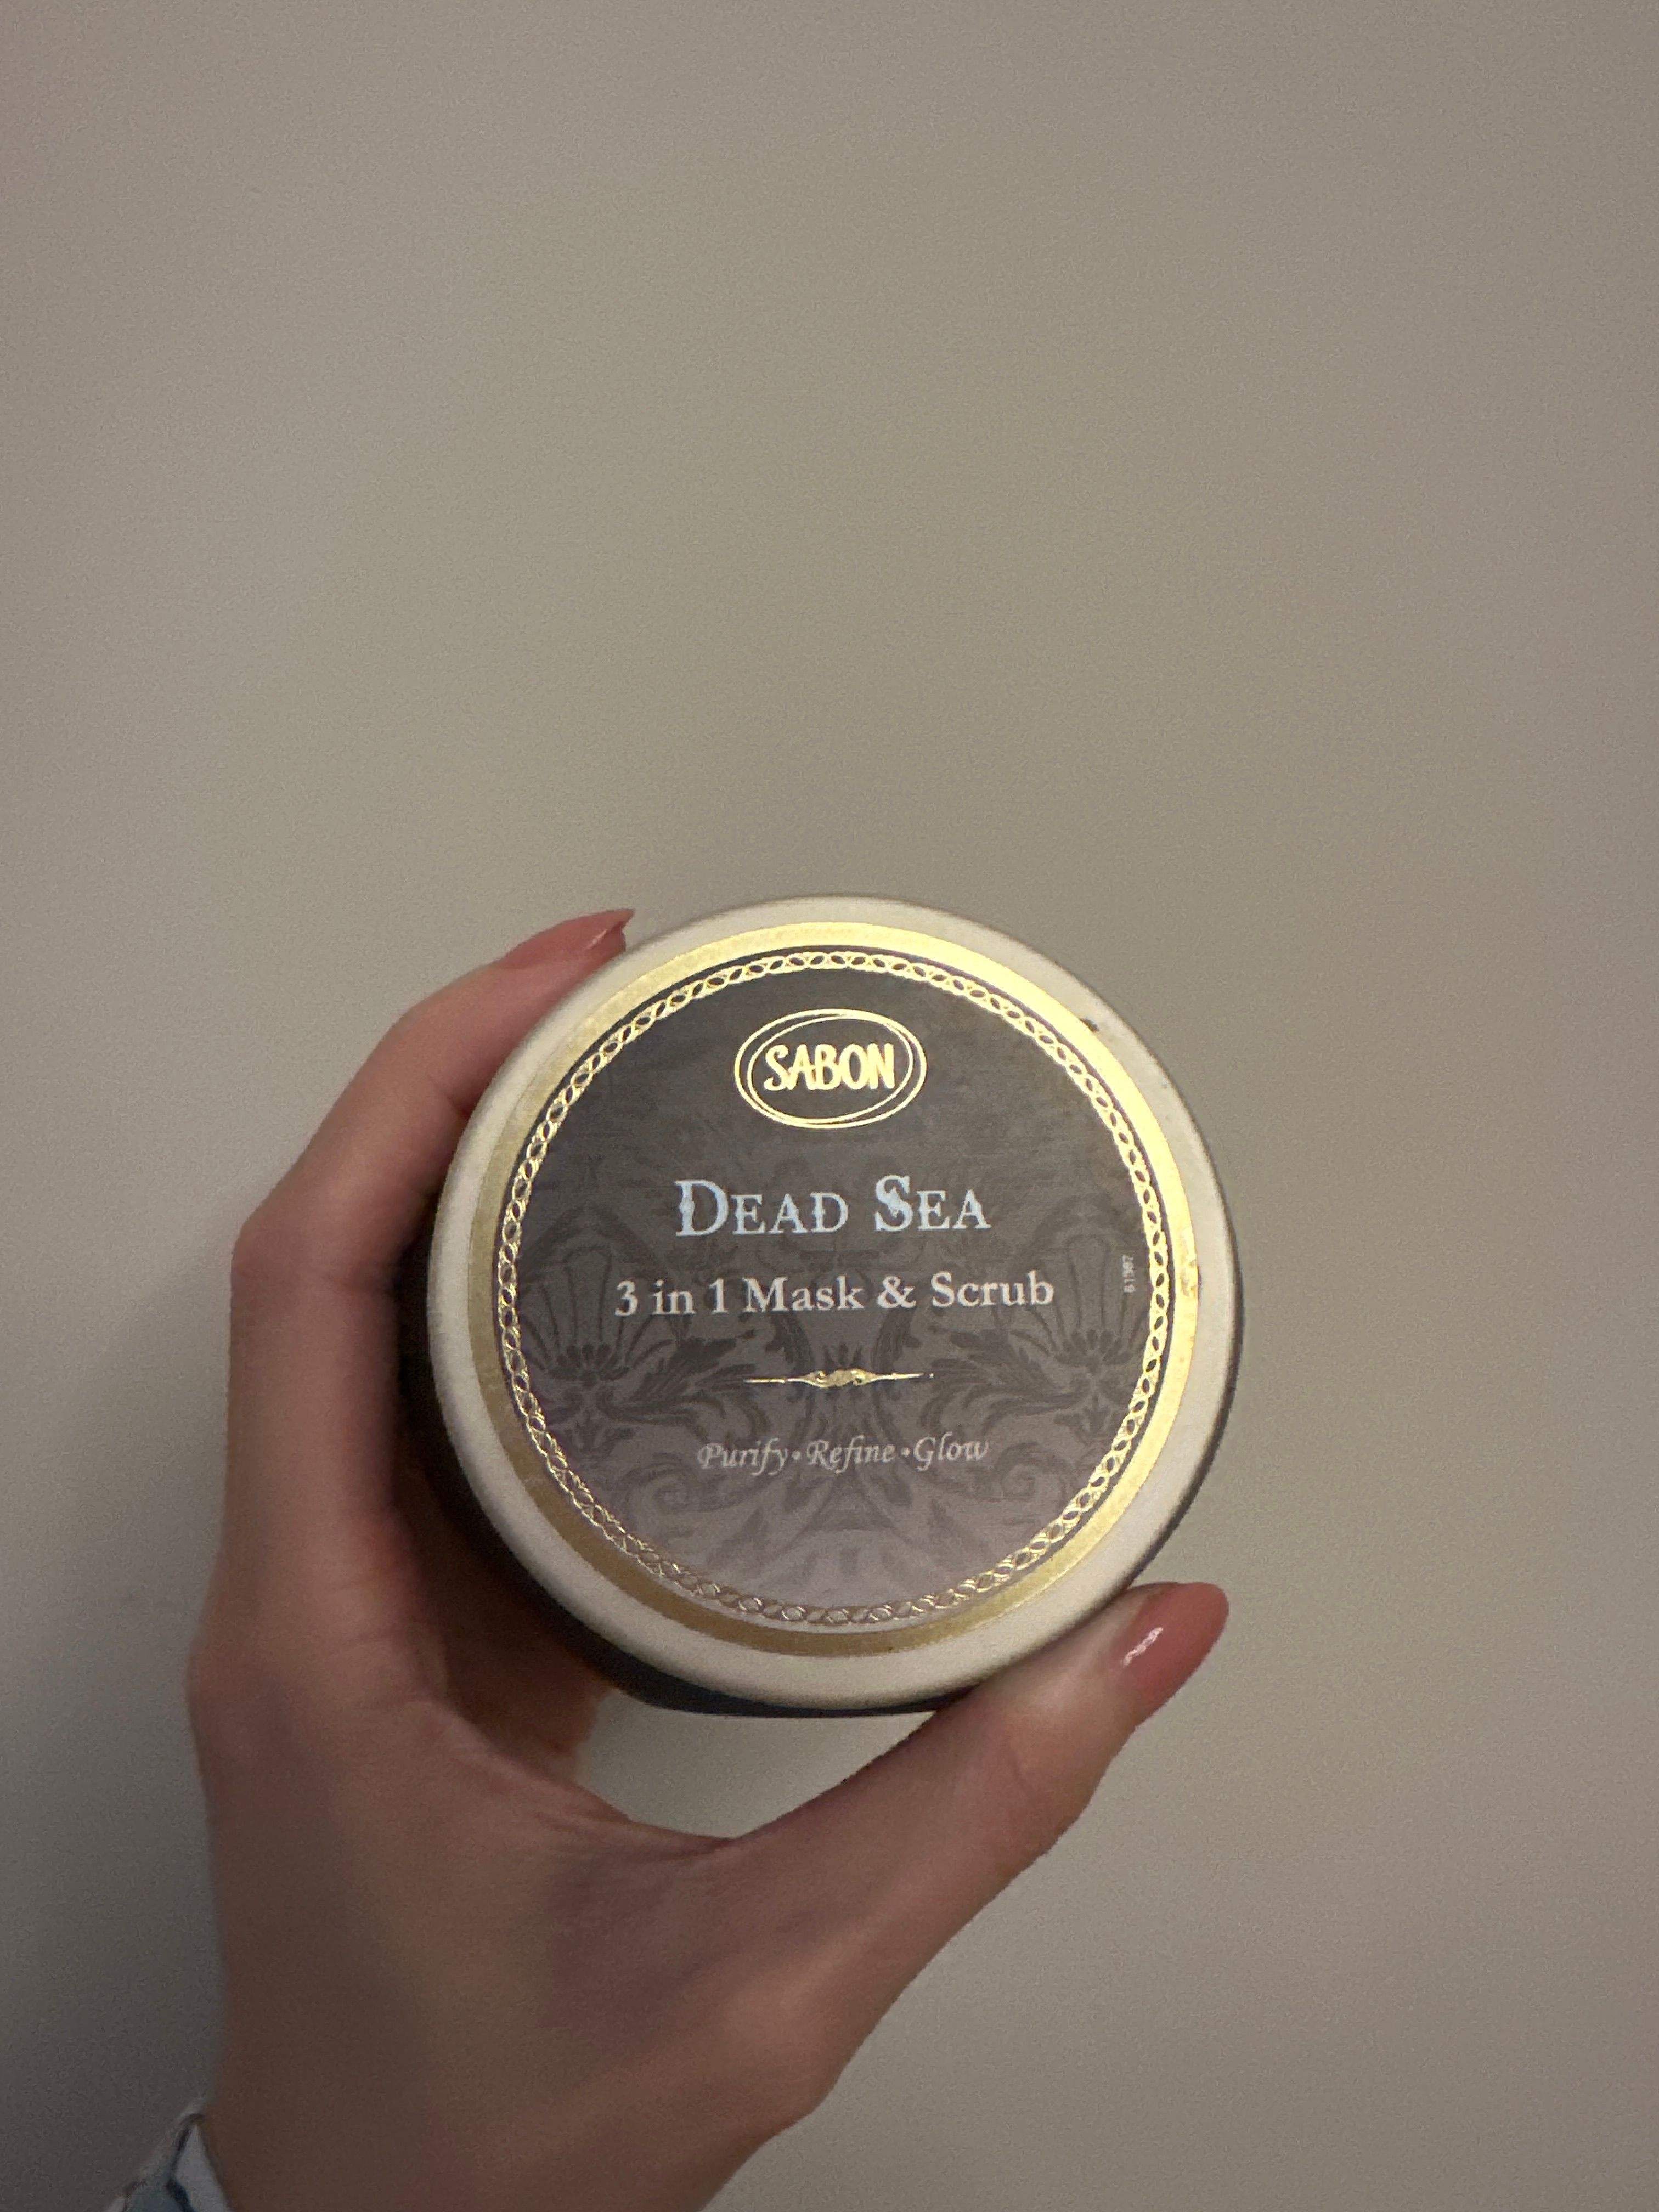 SABON
DEAD SEA
3 in 1 Mask & Scrub
Purify•Refine•Glow